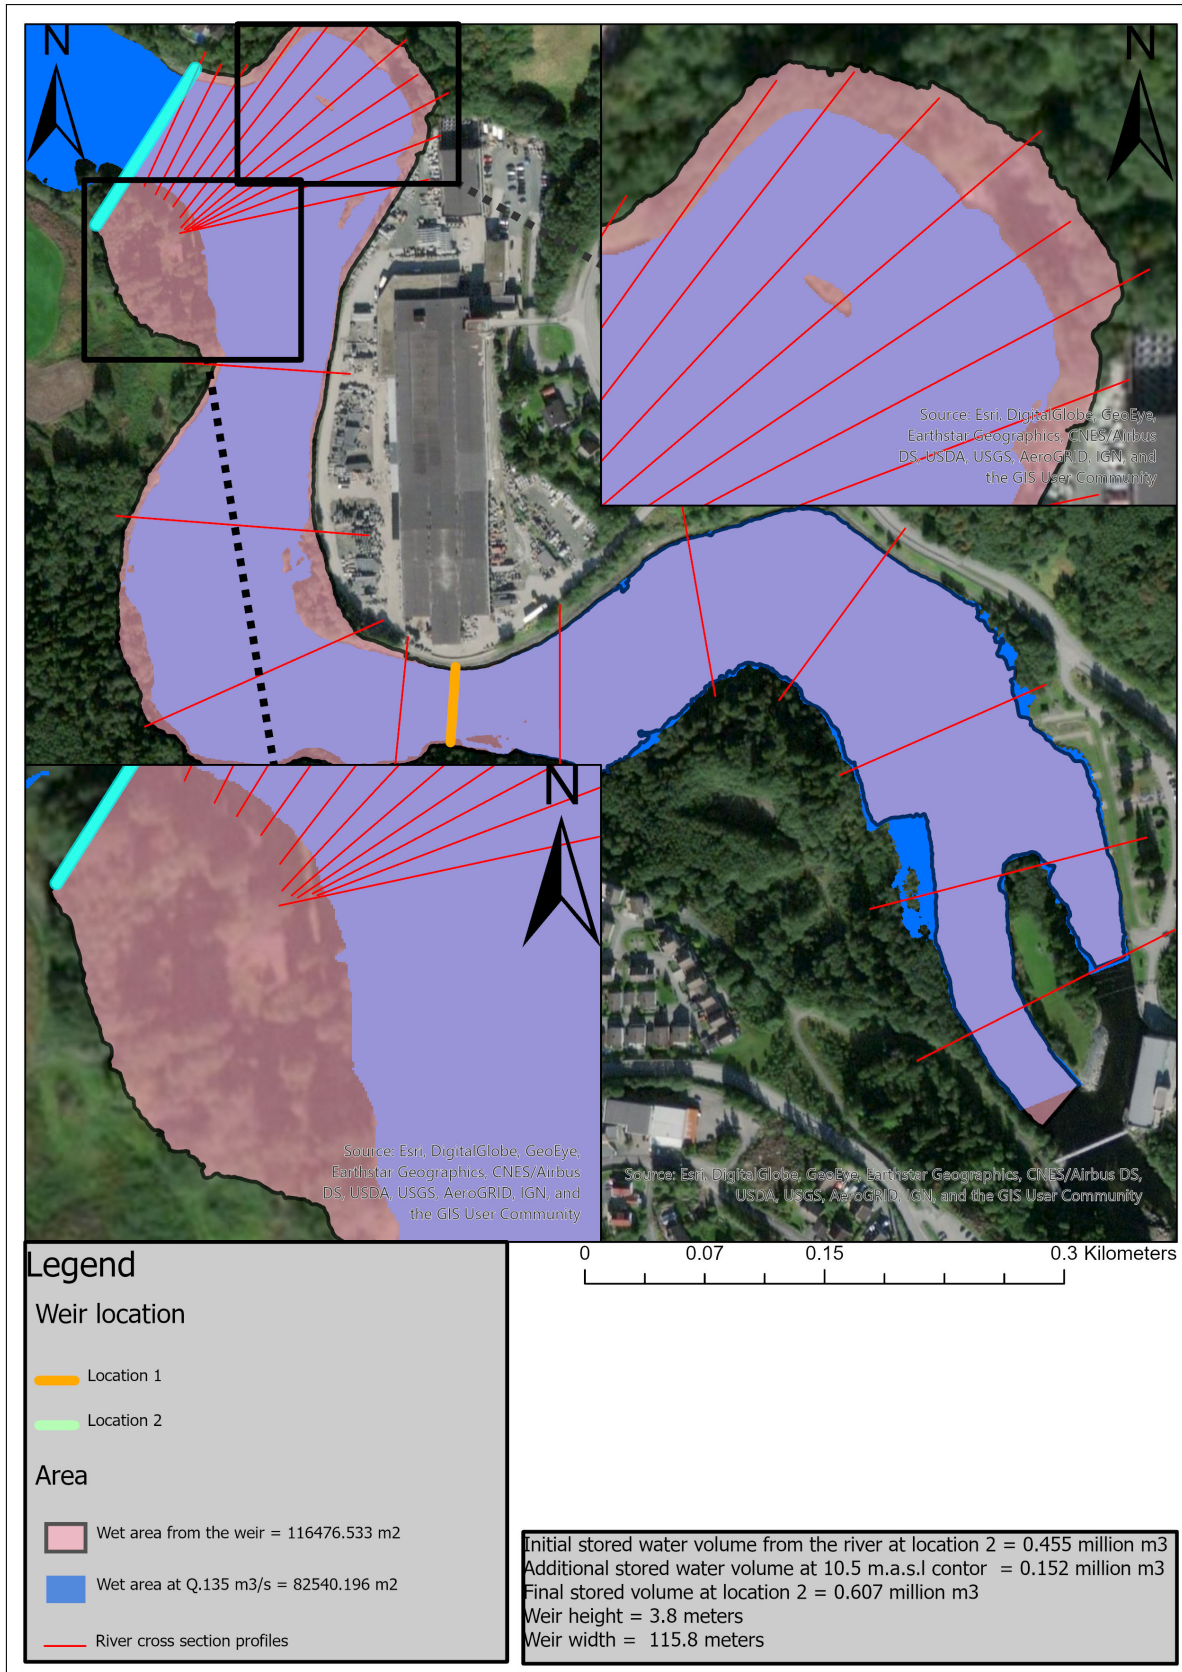 N
N
Source: Esri, DigitalGlobe, GeoEye,
Earthstar Geographics, CNES/Airbus
DS, USDA, USGS, AeroGRID, IGN, and
the GIS User Community
N
Source: Esri, DigitalGlobe, GeoEye,
Earthstar Geographics, CNES/Airbus
DS, USDA, USGS, AeroGRID, IGN, and
the GIS User Community
Source: Esri, DigitalGlobe, GeoEye, Earthstar Geographics, CNES/Airbus DS,
USDA, USGS, AeroGRID, IGN, and the GIS User Community
0 0.07 0.15 0.3 Kilometers
Legend
Weir location
Location 1
Location 2
Area
Wet area from the weir = 116476.533 m2
Wet area at Q.135 m3/s = 82540.196 m2
River cross section profiles
Initial stored water volume from the river at location 2 = 0.455 million m3
Additional stored water volume at 10.5 m.a.s.l contor = 0.152 million m3
Final stored volume at location 2 = 0.607 million m3
Weir height = 3.8 meters
Weir width = 115.8 meters